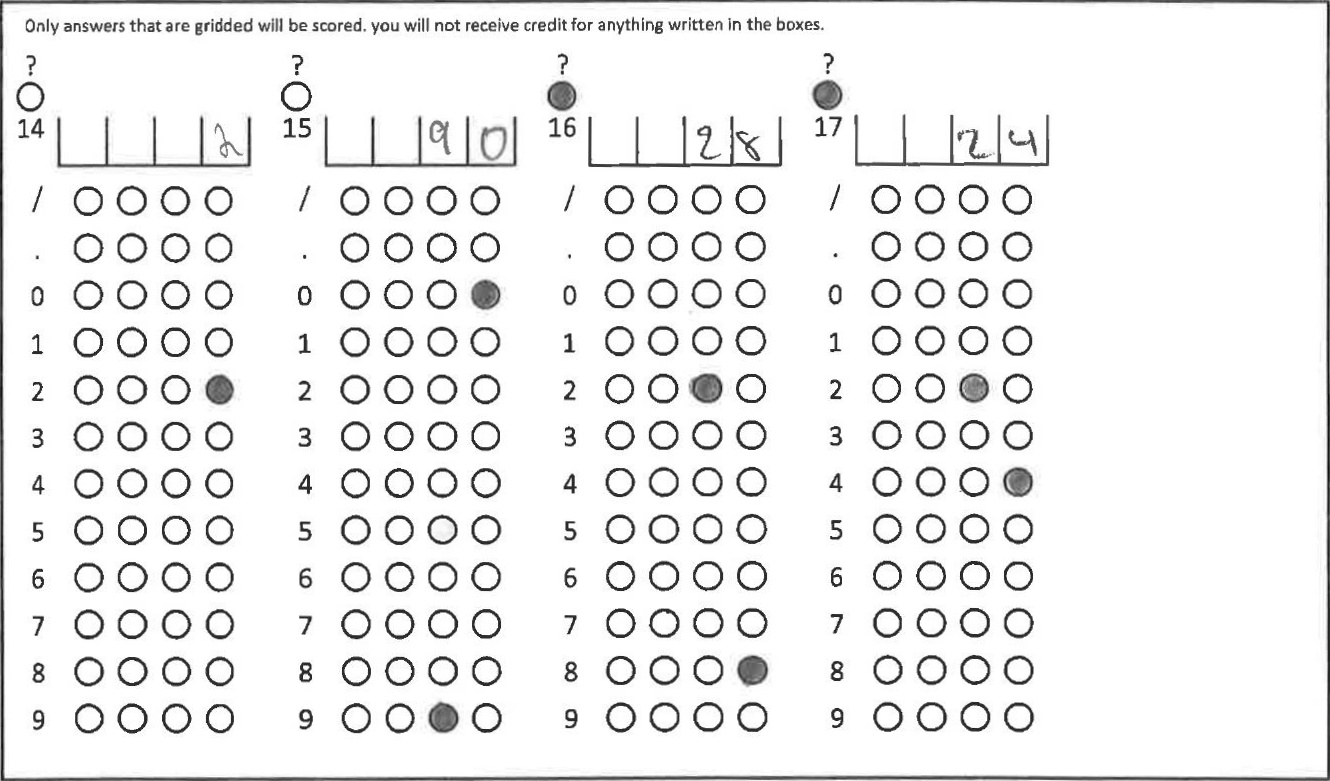 Only answers that are gridded will be scored. you will not receive credit for anything written in the boxes.
? ? ? ?
14 2 15 9 0 16 2 8 17 2 4
/ / / /
. . . .
0 0 0 0
1 1 1 1
2 2 2 2
3 3 3 3
4 4 4 4
5 5 5 5
6 6 6 6
7 7 7 7
8 8 8 8
9 9 9 9